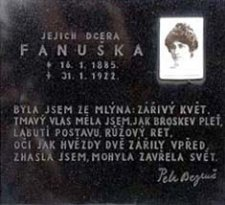 JEJICH DCERA
FANUŠKA
* 16. 1. 1885.
† 31. 1. 1922.
BYLA JSEM ZE MLÝNA: ZÁŘIVÝ KVĚT.
TMAVÝ VLAS MĚLA JSEM, JAK BROSKEV PLEŤ,
LABUTÍ POSTAVU, RŮŽOVÝ RET,
OČI JAK HVĚZDY DVĚ ZÁŘILY VPŘED,
ZHASLA JSEM, MOHYLA ZAVŘELA SVĚT.
Petr Bezruč